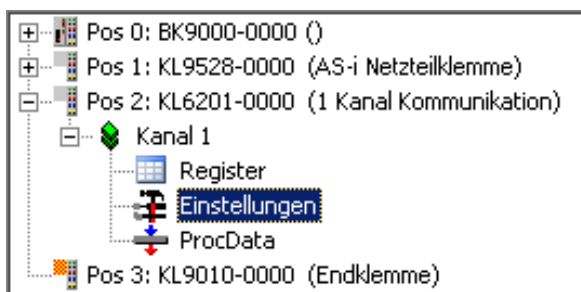 Pos 0: BK9000-0000 ()
Pos 1: KL9528-0000 (AS-i Netzteilklemme)
Pos 2: KL6201-0000 (1 Kanal Kommunikation)
Kanal 1
Register
Einstellungen
ProcData
Pos 3: KL9010-0000 (Endklemme)